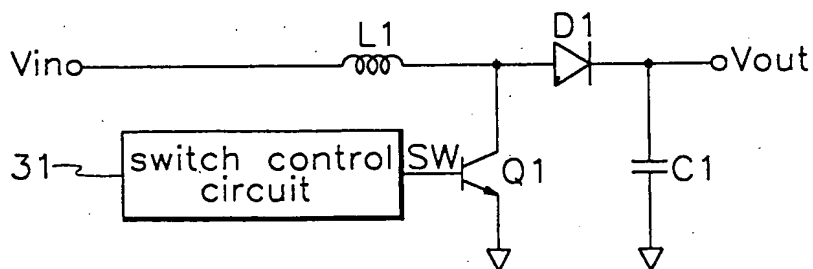 L1
D1
Vin
Vout
31
switch control
circuit
SW
Q1
C1